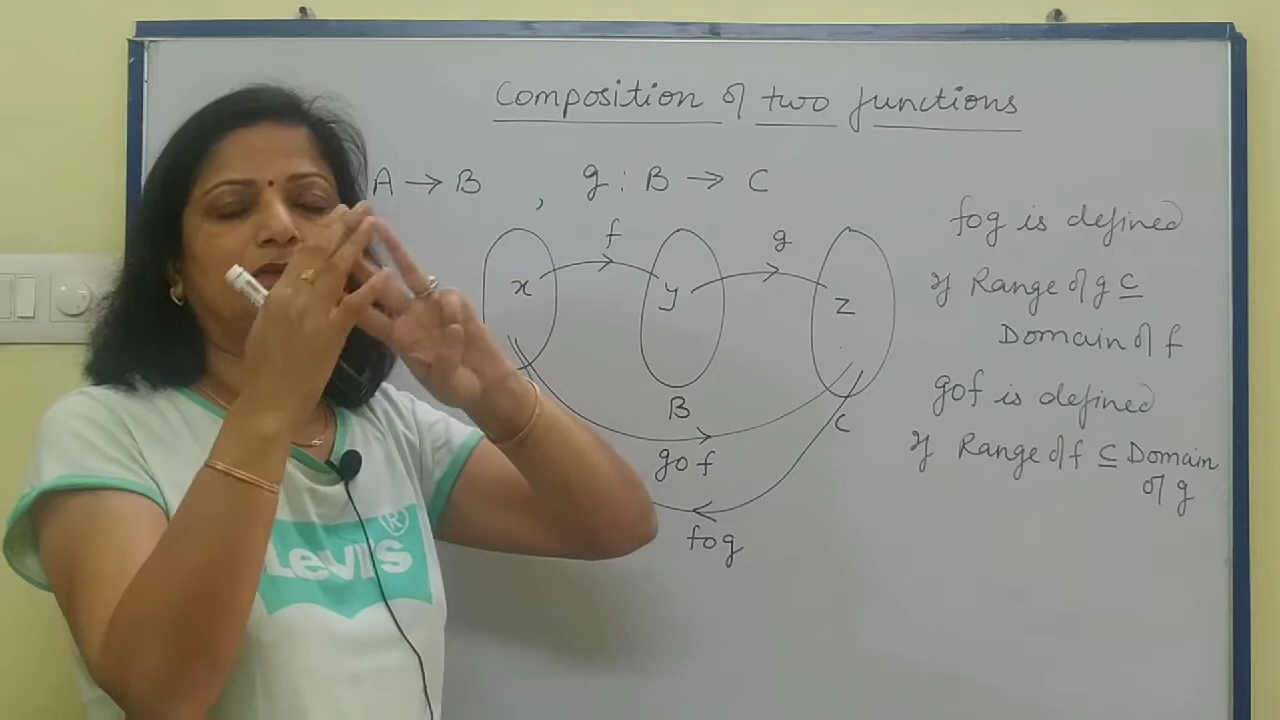 Composition of two functions
A → B , g : B → C
f
g
x
y
z
B
C
gof
fog
fog is defined
if Range of g ⊆
Domain of f
gof is defined
if Range of f ⊆ Domain
of g
Levi's ®